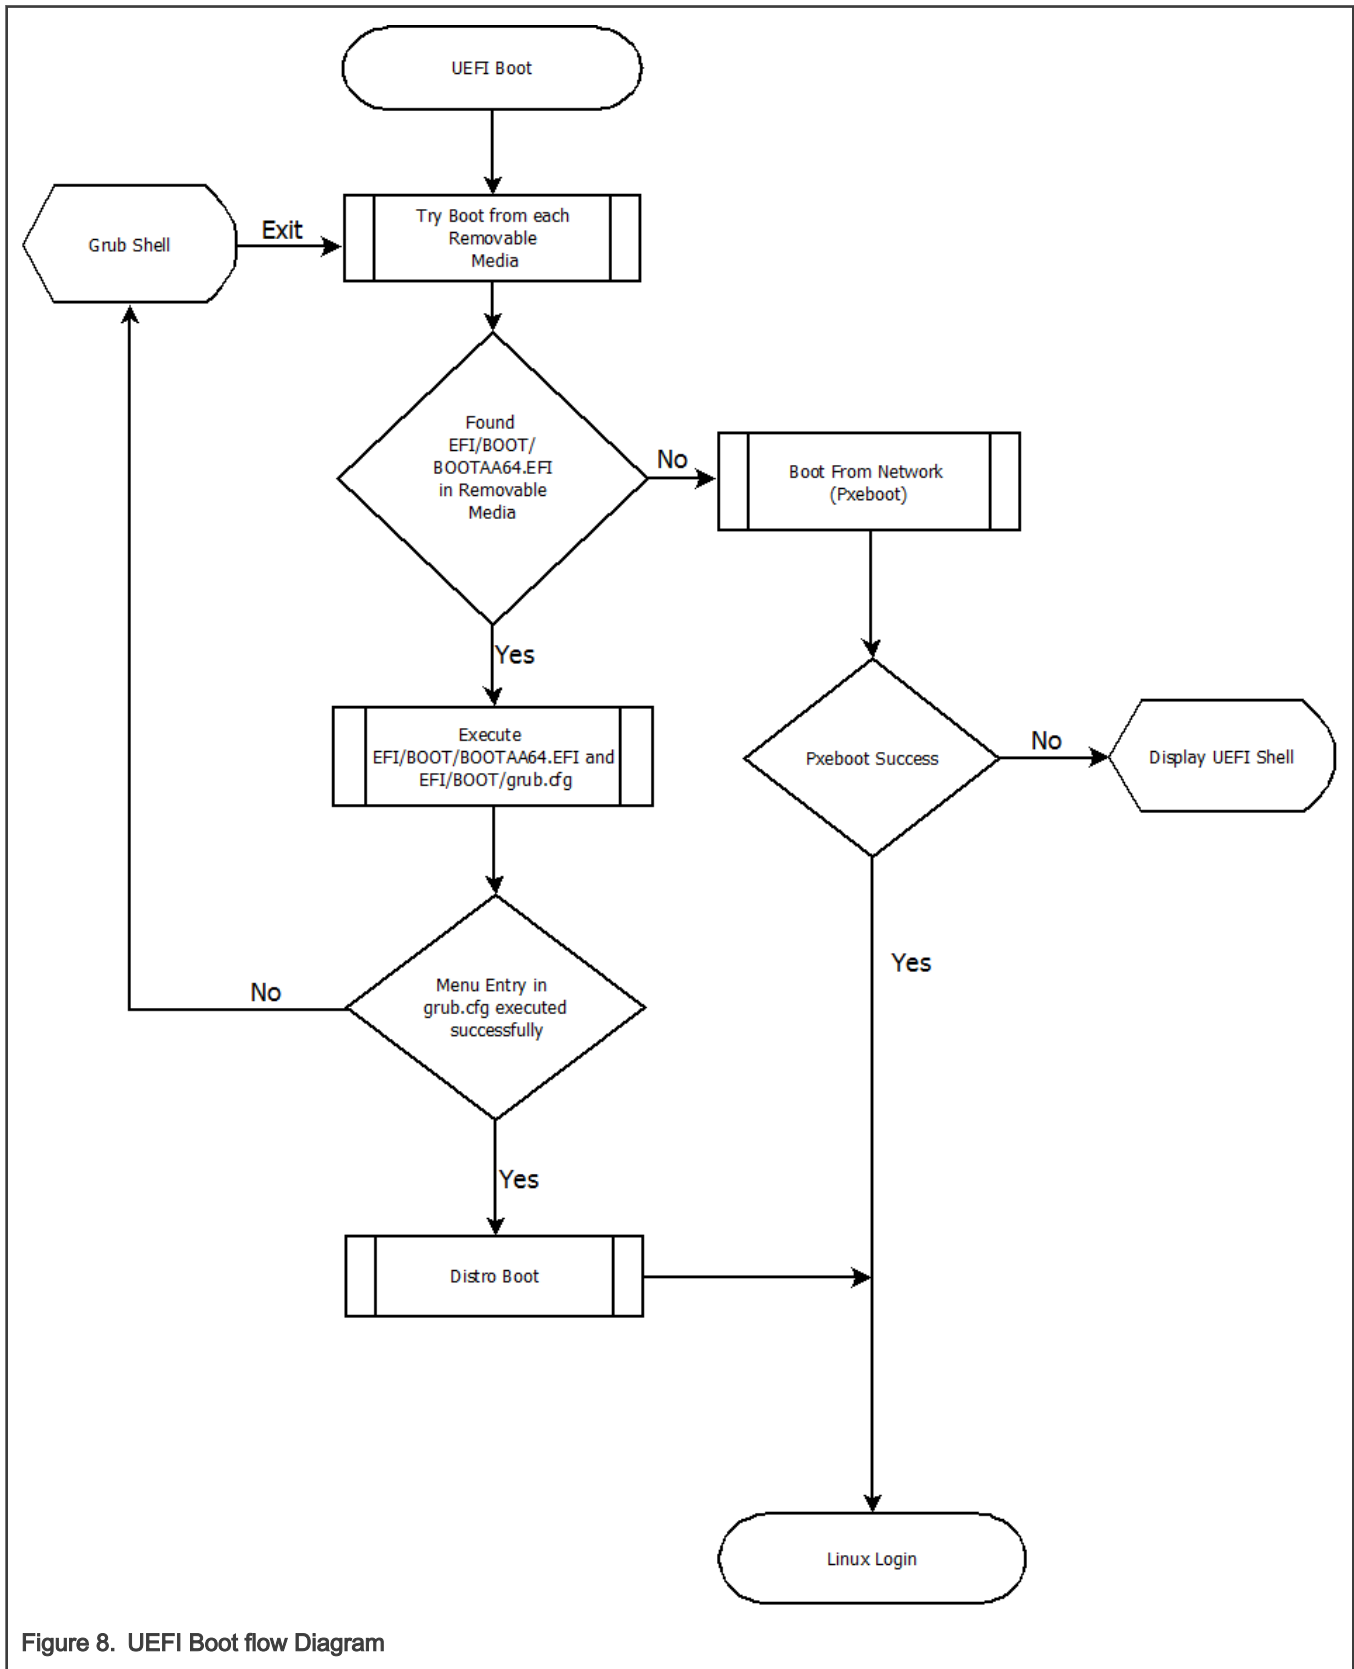 UEFI Boot
Try Boot from each
Removable
Media
Exit
Grub Shell
Found
EFI/BOOT/
BOOTAA64.EFI
in Removable
Media
No
Boot From Network
(Pxeboot)
Yes
Execute
EFI/BOOT/BOOTAA64.EFI and
EFI/BOOT/grub.cfg
Pxeboot Success
No
Display UEFI Shell
Yes
Menu Entry in
grub.cfg executed
successfully
No
Yes
Distro Boot
Linux Login
Figure 8. UEFI Boot flow Diagram